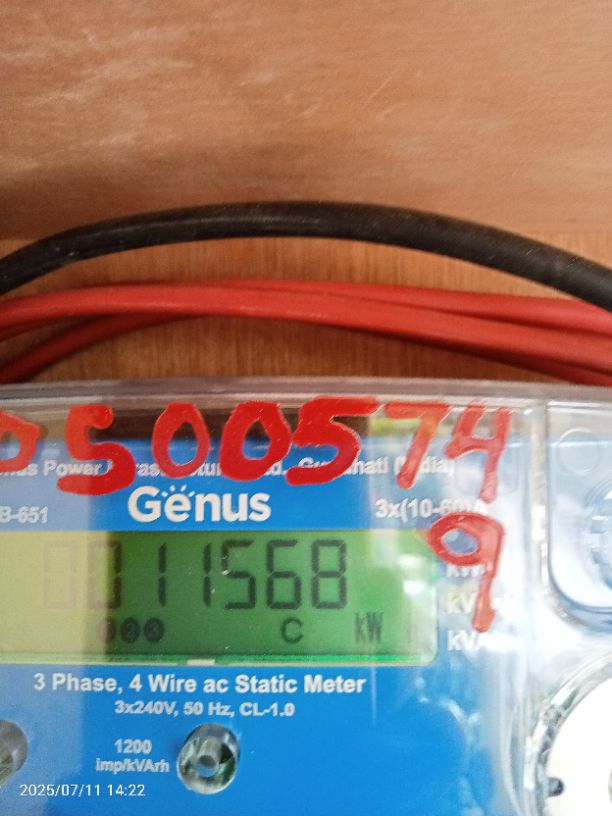 S00574
9
Genus
B-651
3x(10-60)A
0011568
C kW
3 Phase, 4 Wire ac Static Meter
3x240V, 50 Hz, CL-1.0
1200
imp/kVArh
2025/07/11 14:22